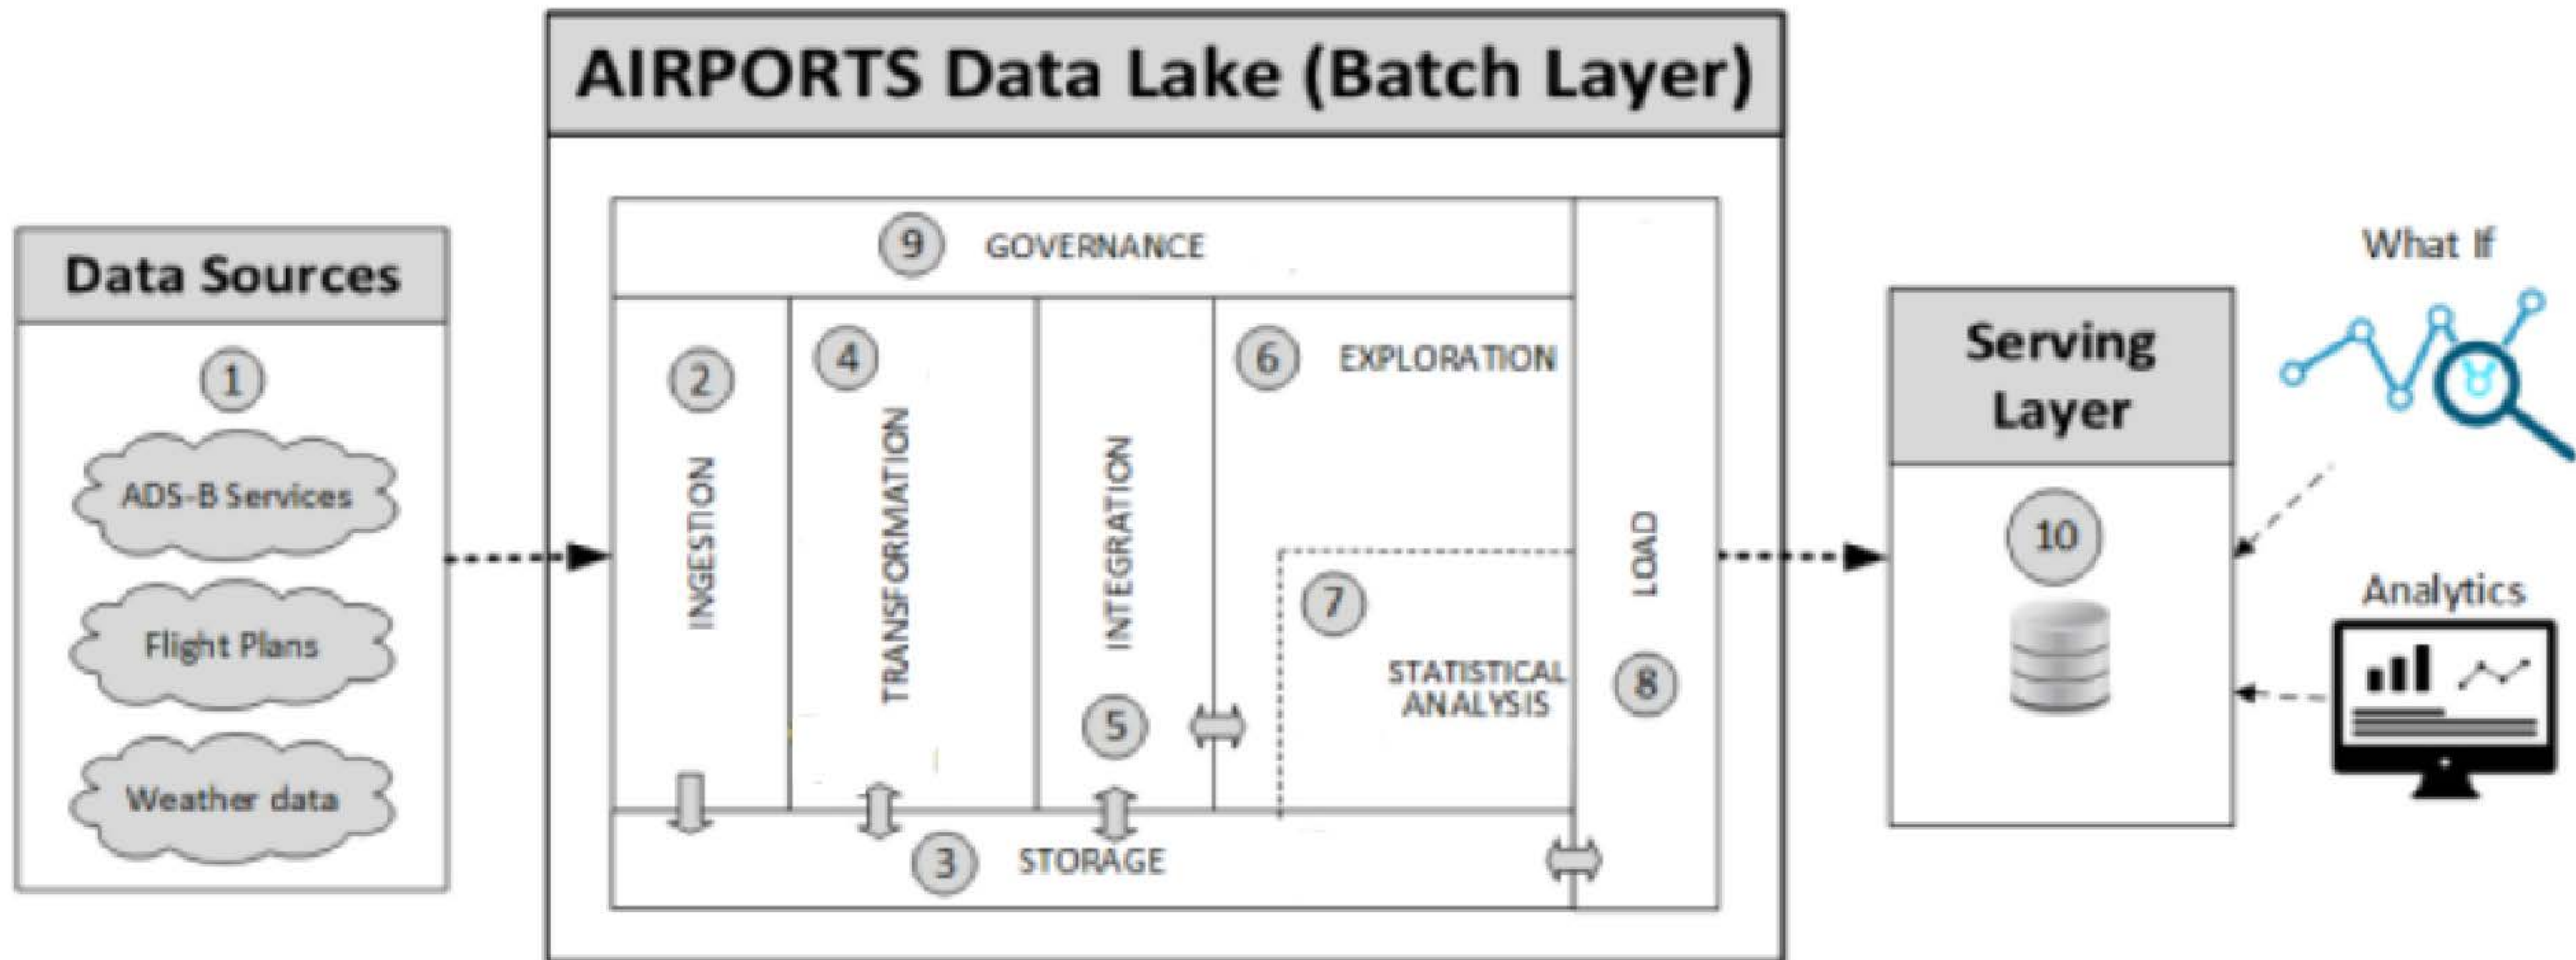 AIRPORTS Data Lake (Batch Layer)
Data Sources
1
ADS-B Services
Flight Plans
Weather data
9 GOVERNANCE
2
INGESTION
4
TRANSFORMATION
INTEGRATION
5
6 EXPLORATION
7
STATISTICAL
ANALYSIS
3 STORAGE
LOAD
8
Serving
Layer
10
What If
Analytics